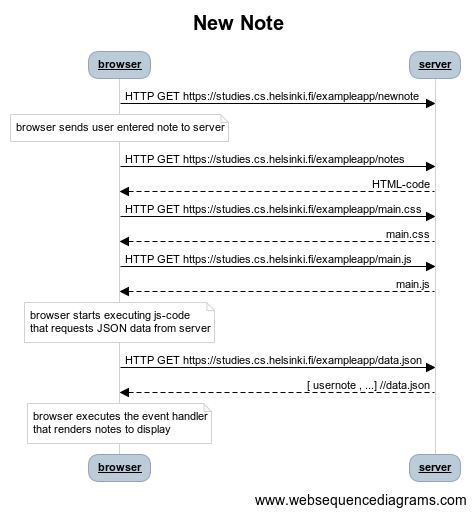 New Note
browser
server
HTTP GET https://studies.cs.helsinki.fi/exampleapp/newnote
browser sends user entered note to server
HTTP GET https://studies.cs.helsinki.fi/exampleapp/notes
HTML-code
HTTP GET https://studies.cs.helsinki.fi/exampleapp/main.css
main.css
HTTP GET https://studies.cs.helsinki.fi/exampleapp/main.js
main.js
browser starts executing js-code
that requests JSON data from server
HTTP GET https://studies.cs.helsinki.fi/exampleapp/data.json
[ usernote , ...] //data.json
browser executes the event handler
that renders notes to display
browser
server
www.websequencediagrams.com